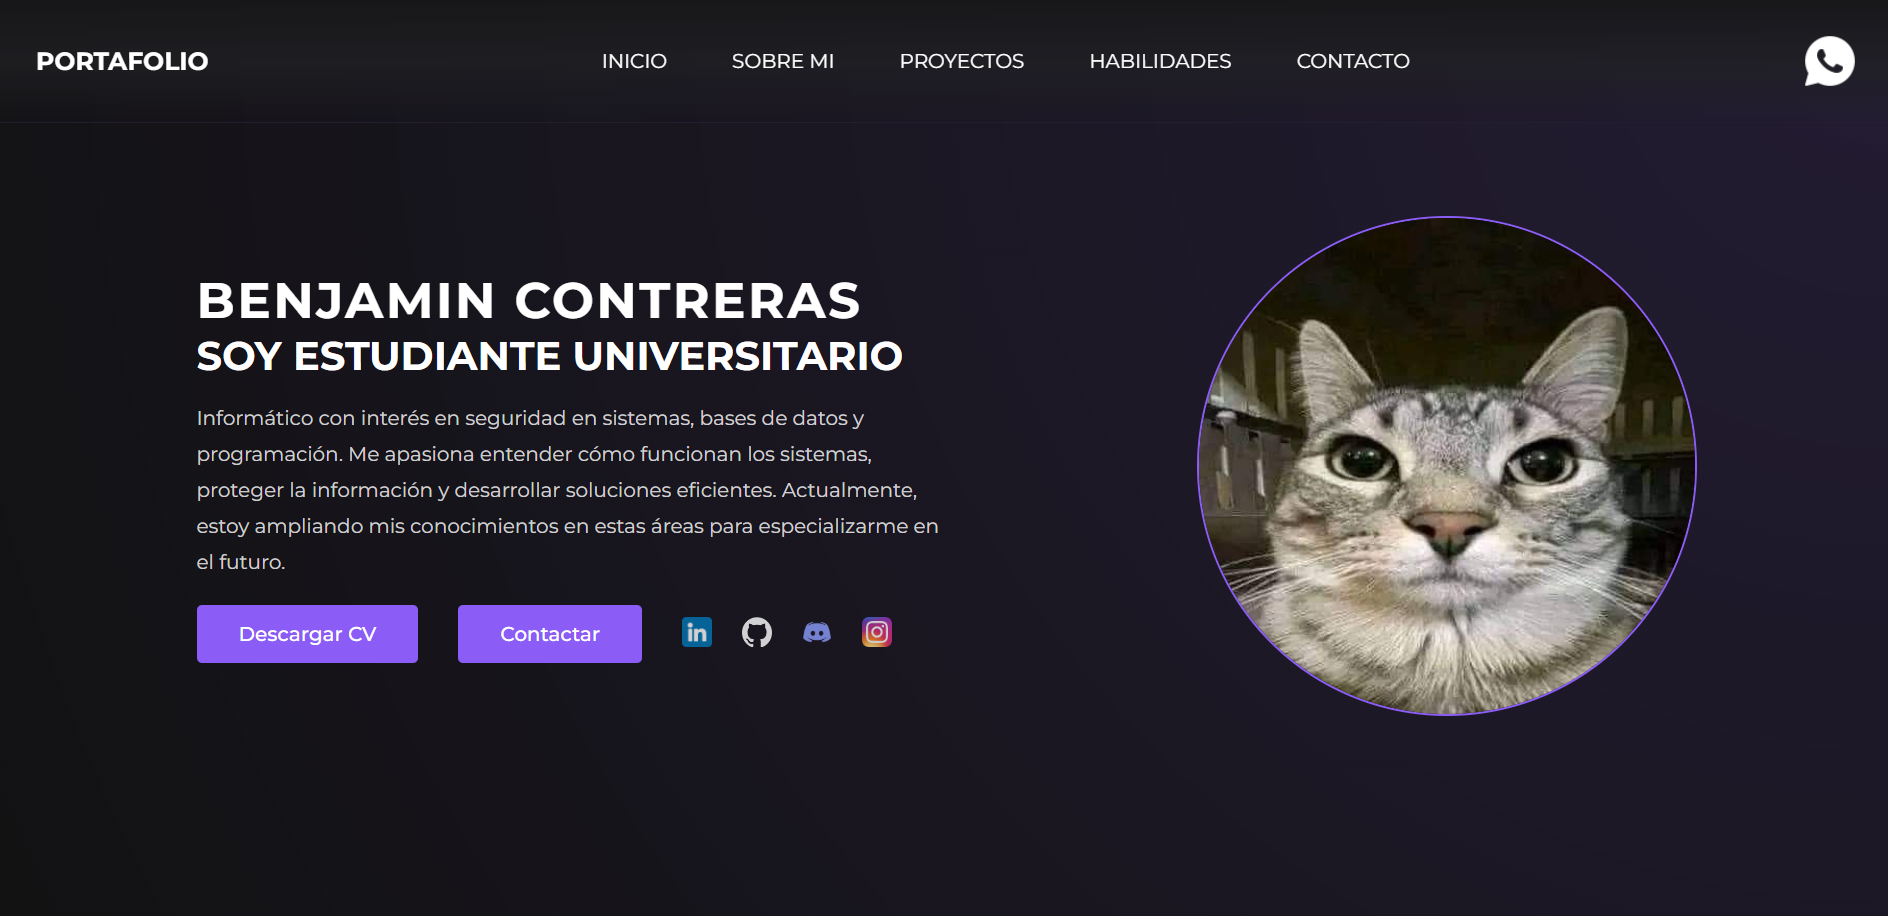 PORTAFOLIO
INICIO
SOBRE MI
PROYECTOS
HABILIDADES
CONTACTO
BENJAMIN CONTRERAS
SOY ESTUDIANTE UNIVERSITARIO
Informático con interés en seguridad en sistemas, bases de datos y
programación. Me apasiona entender cómo funcionan los sistemas,
proteger la información y desarrollar soluciones eficientes. Actualmente,
estoy ampliando mis conocimientos en estas áreas para especializarme en
el futuro.
Descargar CV
Contactar
in